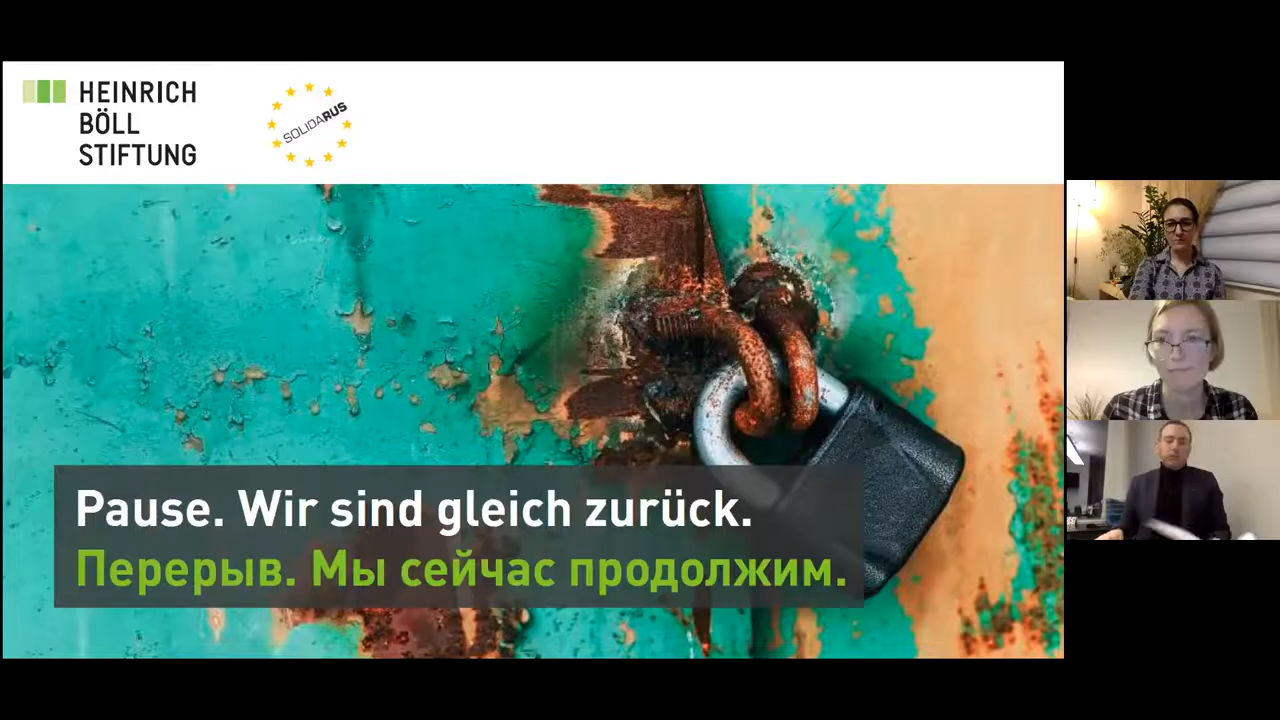 HEINRICH
BÖLL
STIFTUNG
SOLIDARUS
Pause. Wir sind gleich zurück.
Перерыв. Мы сейчас продолжим.